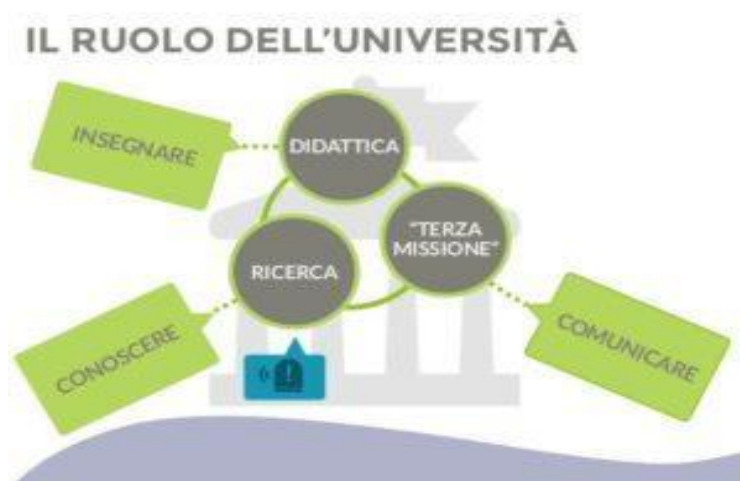 IL RUOLO DELL'UNIVERSITÀ
INSEGNARE
DIDATTICA
"TERZA
MISSIONE"
RICERCA
CONOSCERE
COMUNICARE